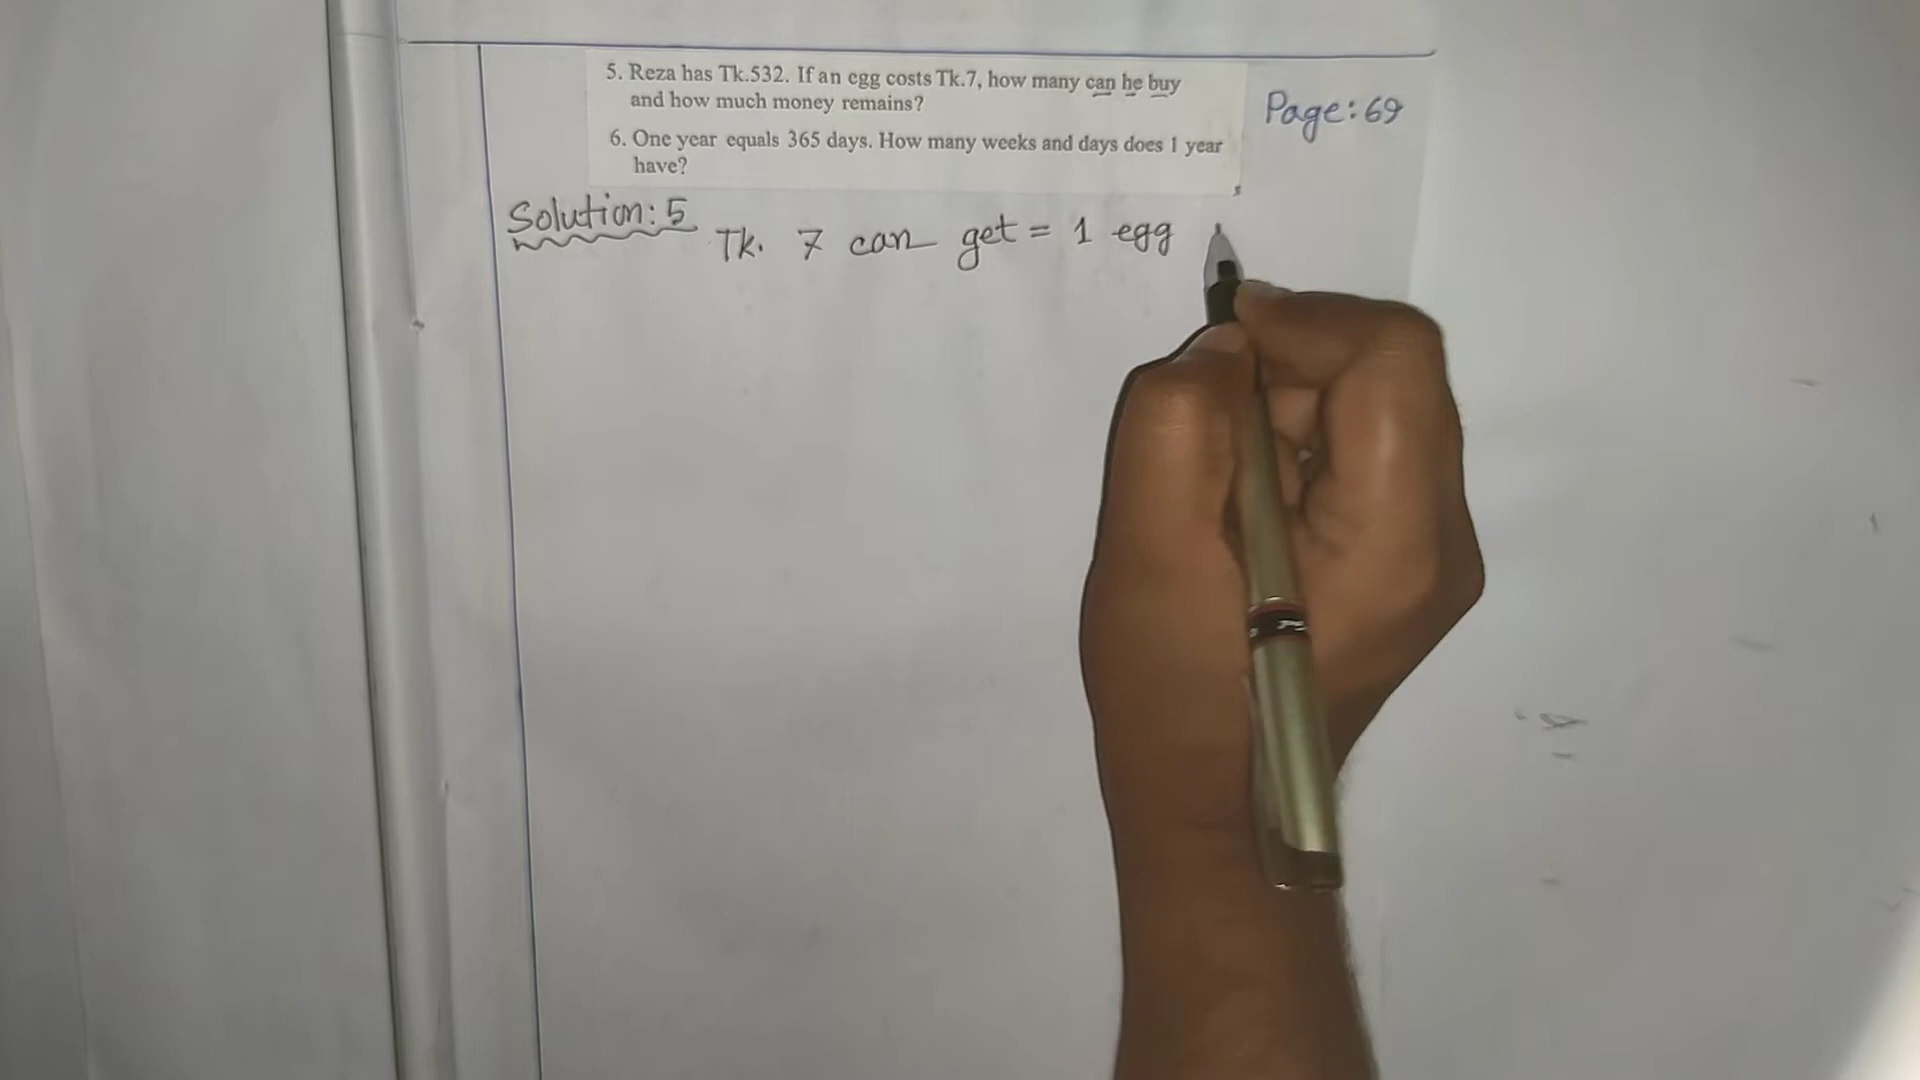 5. Reza has Tk.532. If an egg costs Tk.7, how many can he buy
and how much money remains?
Page: 69
6. One year equals 365 days. How many weeks and days does 1 year
have?
Solution: 5
Tk. 7 can get = 1 egg